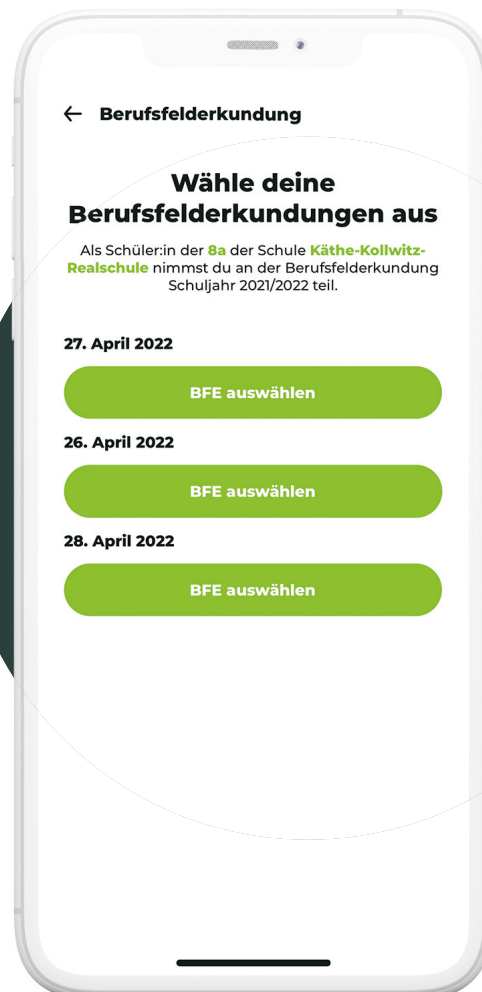 ← Berufsfelderkundung
Wähle deine
Berufsfelderkundungen aus
Als Schüler:in der 8a der Schule Käthe-Kollwitz-
Realschule nimmst du an der Berufsfelderkundung
Schuljahr 2021/2022 teil.
27. April 2022
BFE auswählen
26. April 2022
BFE auswählen
28. April 2022
BFE auswählen